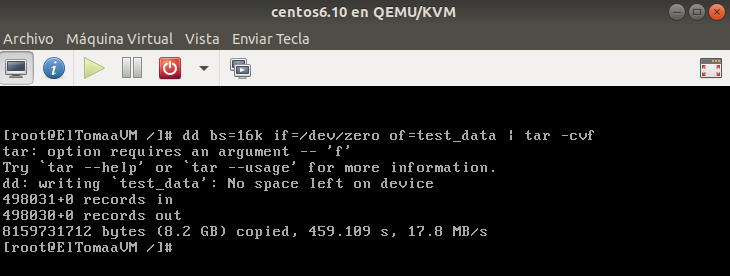 centos6.10 en QEMU/KVM
Archivo Máquina Virtual Vista Enviar Tecla
[root@ElTomaaVM /]# dd bs=16k if=/dev/zero of=test_data | tar -cvf
tar: option requires an argument -- 'f'
Try `tar --help' or `tar --usage' for more information.
dd: writing `test_data': No space left on device
498031+0 records in
498030+0 records out
8159731712 bytes (8.2 GB) copied, 459.109 s, 17.8 MB/s
[root@ElTomaaVM /]#